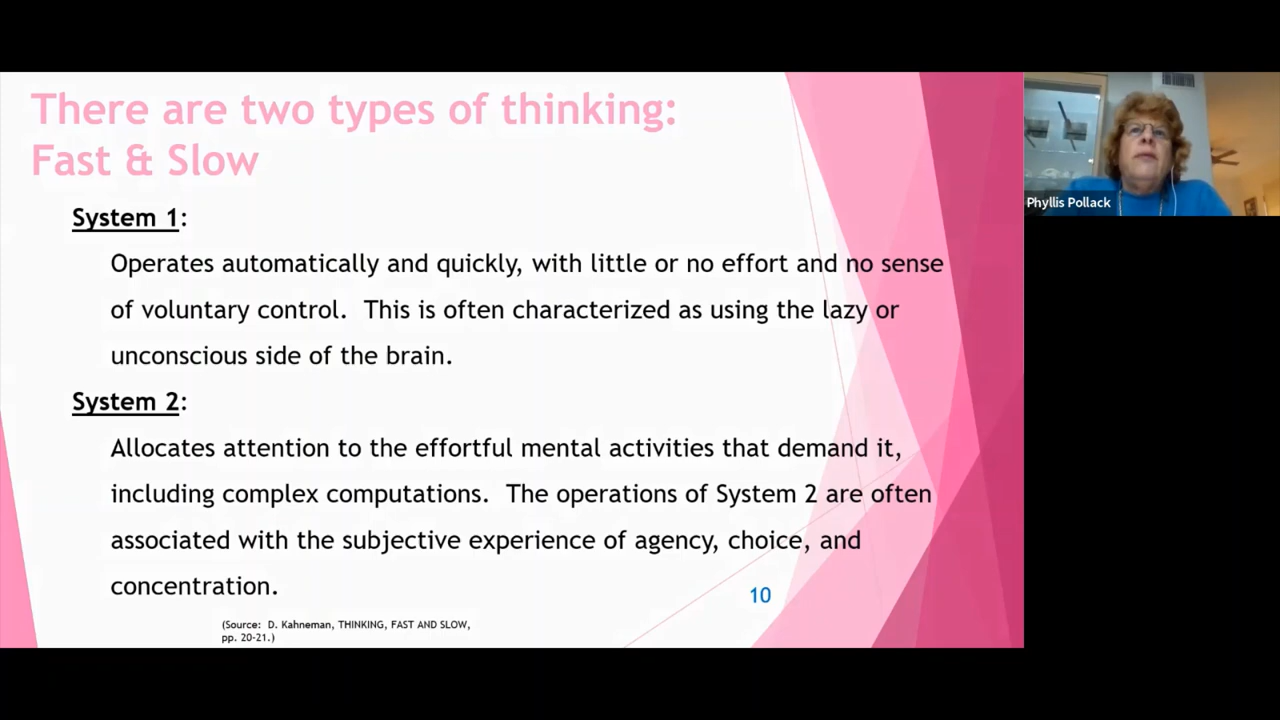 There are two types of thinking:
Fast & Slow
System 1:
Operates automatically and quickly, with little or no effort and no sense
of voluntary control.  This is often characterized as using the lazy or
unconscious side of the brain.
System 2:
Allocates attention to the effortful mental activities that demand it,
including complex computations.  The operations of System 2 are often
associated with the subjective experience of agency, choice, and
concentration.
10
(Source:  D. Kahneman, THINKING, FAST AND SLOW,
pp. 20-21.)
Phyllis Pollack